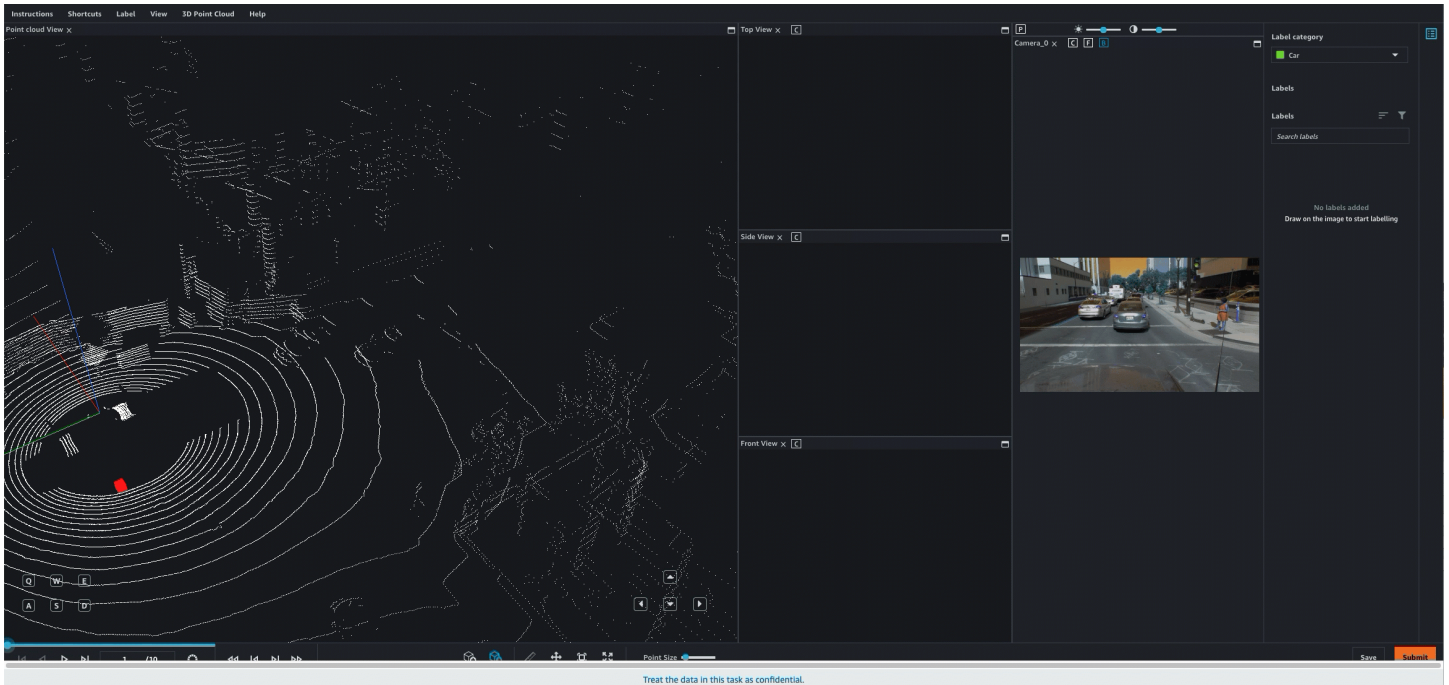 Instructions Shortcuts Label View 3D Point Cloud Help
Point cloud View x
Top View x C
P
Camera_0 x C F B
Label category
Car
Labels
Labels
Search labels
No labels added
Draw on the image to start labelling
Side View x C
Front View x C
Q W E
A S D
1 /10
Point Size
Save Submit
Treat the data in this task as confidential.